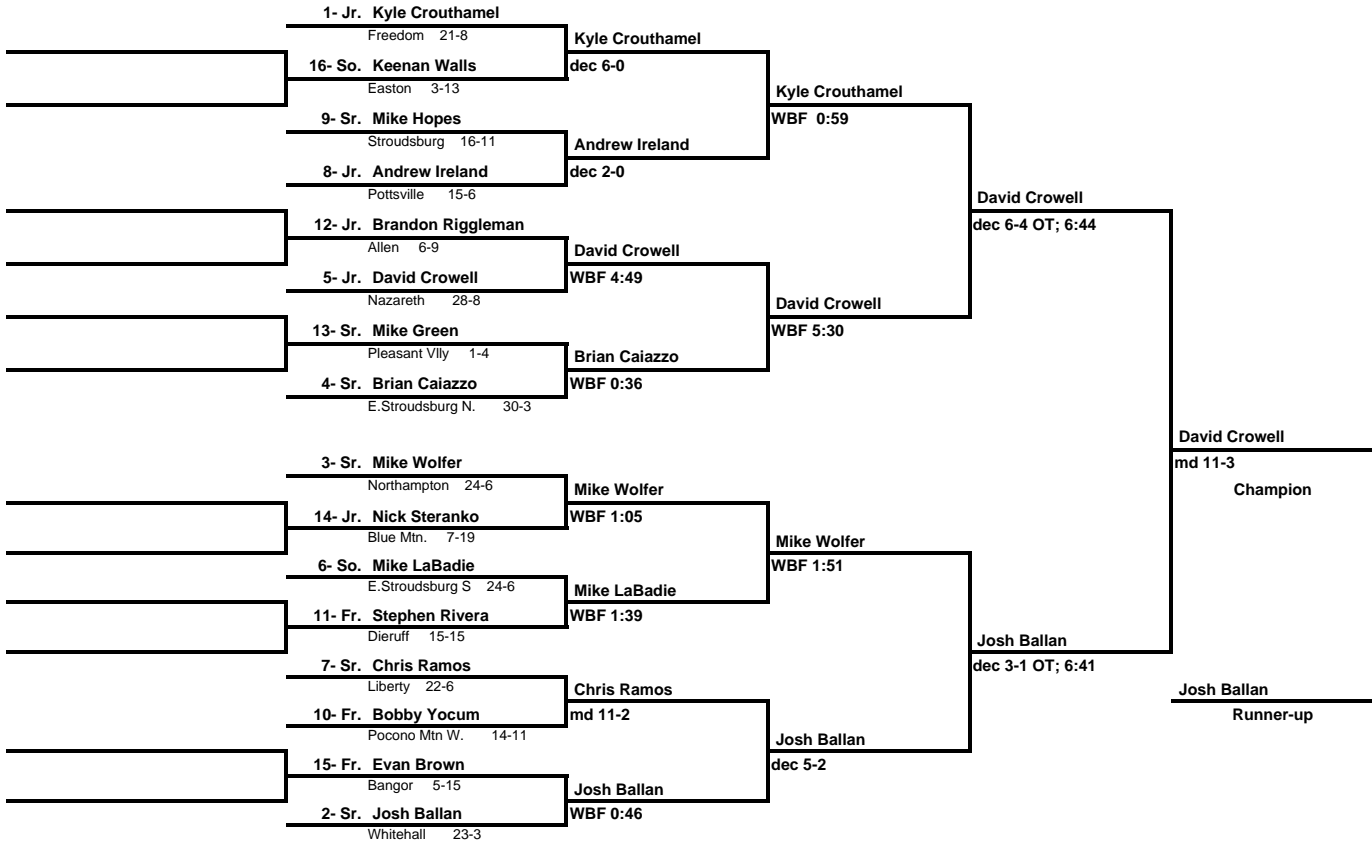 1- Jr. Kyle Crouthamel
Freedom 21-8
Kyle Crouthamel
16- So. Keenan Walls
dec 6-0
Easton 3-13
Kyle Crouthamel
9- Sr. Mike Hopes
WBF 0:59
Stroudsburg 16-11
Andrew Ireland
8- Jr. Andrew Ireland
dec 2-0
Pottsville 15-6
David Crowell
12- Jr. Brandon Riggleman
dec 6-4 OT; 6:44
Allen 6-9
David Crowell
5- Jr. David Crowell
WBF 4:49
Nazareth 28-8
David Crowell
13- Sr. Mike Green
WBF 5:30
Pleasant Vlly 1-4
Brian Caiazzo
4- Sr. Brian Caiazzo
WBF 0:36
E.Stroudsburg N. 30-3
David Crowell
3- Sr. Mike Wolfer
md 11-3
Northampton 24-6
Mike Wolfer
Champion
14- Jr. Nick Steranko
WBF 1:05
Blue Mtn. 7-19
Mike Wolfer
6- So. Mike LaBadie
WBF 1:51
E.Stroudsburg S 24-6
Mike LaBadie
11- Fr. Stephen Rivera
WBF 1:39
Dieruff 15-15
Josh Ballan
7- Sr. Chris Ramos
dec 3-1 OT; 6:41
Liberty 22-6
Chris Ramos
Josh Ballan
10- Fr. Bobby Yocum
md 11-2
Runner-up
Pocono Mtn W. 14-11
Josh Ballan
15- Fr. Evan Brown
dec 5-2
Bangor 5-15
Josh Ballan
2- Sr. Josh Ballan
WBF 0:46
Whitehall 23-3